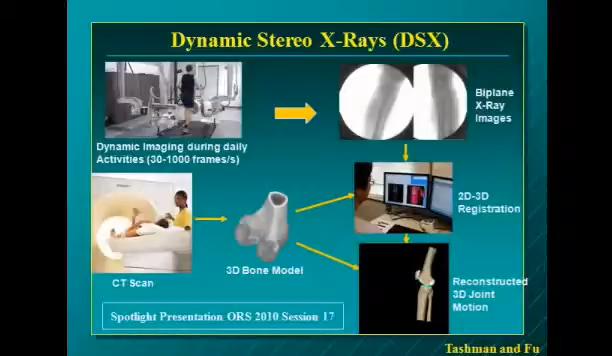 Dynamic Stereo X-Rays (DSX)
Biplane
X-Ray
Images
Dynamic Imaging during daily
Activities (30-1000 frames/s)
2D-3D
Registration
3D Bone Model
CT Scan
Reconstructed
3D Joint
Motion
Spotlight Presentation ORS 2010 Session 17
Tashman and Fu